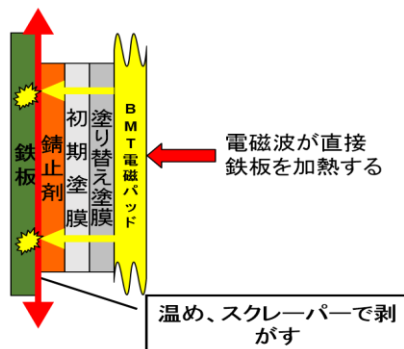 鉄板
錆止剤
初期塗膜
塗り替え塗膜
BMT電磁パッド
電磁波が直接
鉄板を加熱する
温め、スクレーパーで剥
がす